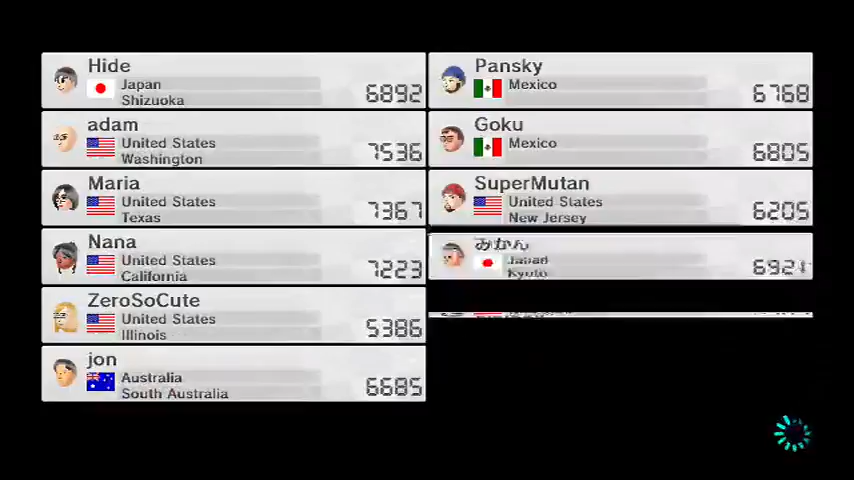 Hide
Japan
Shizuoka
6892
adam
United States
Washington
7536
Maria
United States
Texas
7367
Nana
United States
California
7223
ZeroSoCute
United States
Illinois
5386
jon
Australia
South Australia
6685
Pansky
Mexico
6768
Goku
Mexico
6805
SuperMutan
United States
New Jersey
6205
みかん
Japan
Kyoto